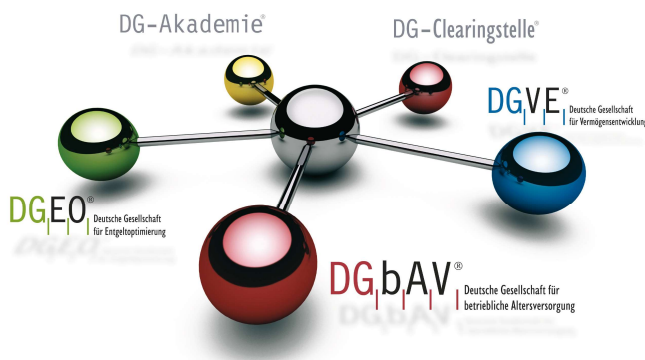 DG-Akademie®
DG-Clearingstelle®
DGVE®
Deutsche Gesellschaft
für Vermögensentwicklung
DGEO®
Deutsche Gesellschaft
für Entgeltoptimierung
DGbAV®
Deutsche Gesellschaft für
betriebliche Altersversorgung